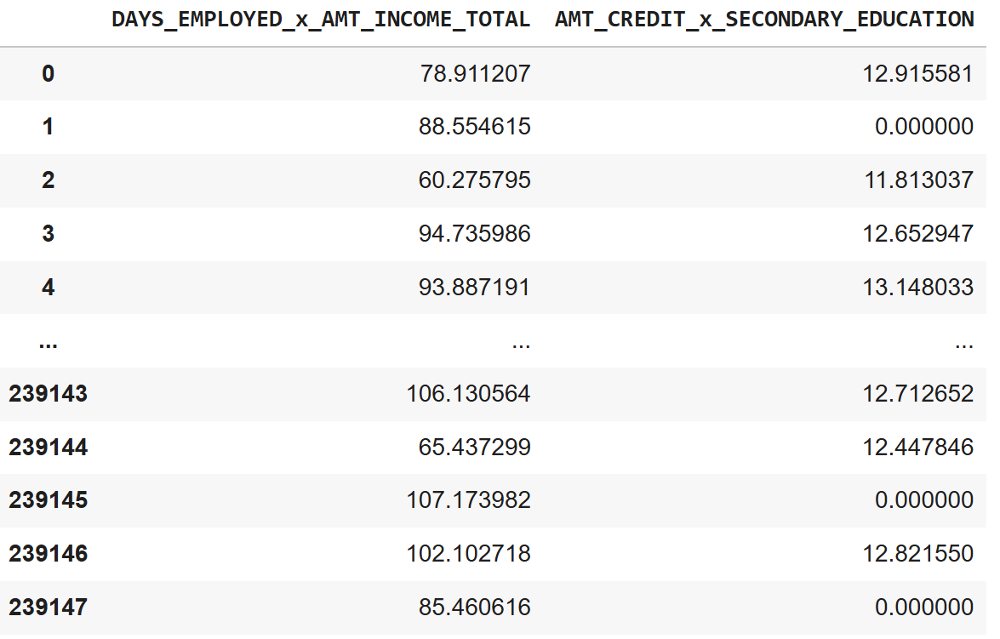 DAYS_EMPLOYED_x_AMT_INCOME_TOTAL AMT_CREDIT_x_SECONDARY_EDUCATION
0 78.911207 12.915581
1 88.554615 0.000000
2 60.275795 11.813037
3 94.735986 12.652947
4 93.887191 13.148033
... ... ...
239143 106.130564 12.712652
239144 65.437299 12.447846
239145 107.173982 0.000000
239146 102.102718 12.821550
239147 85.460616 0.000000